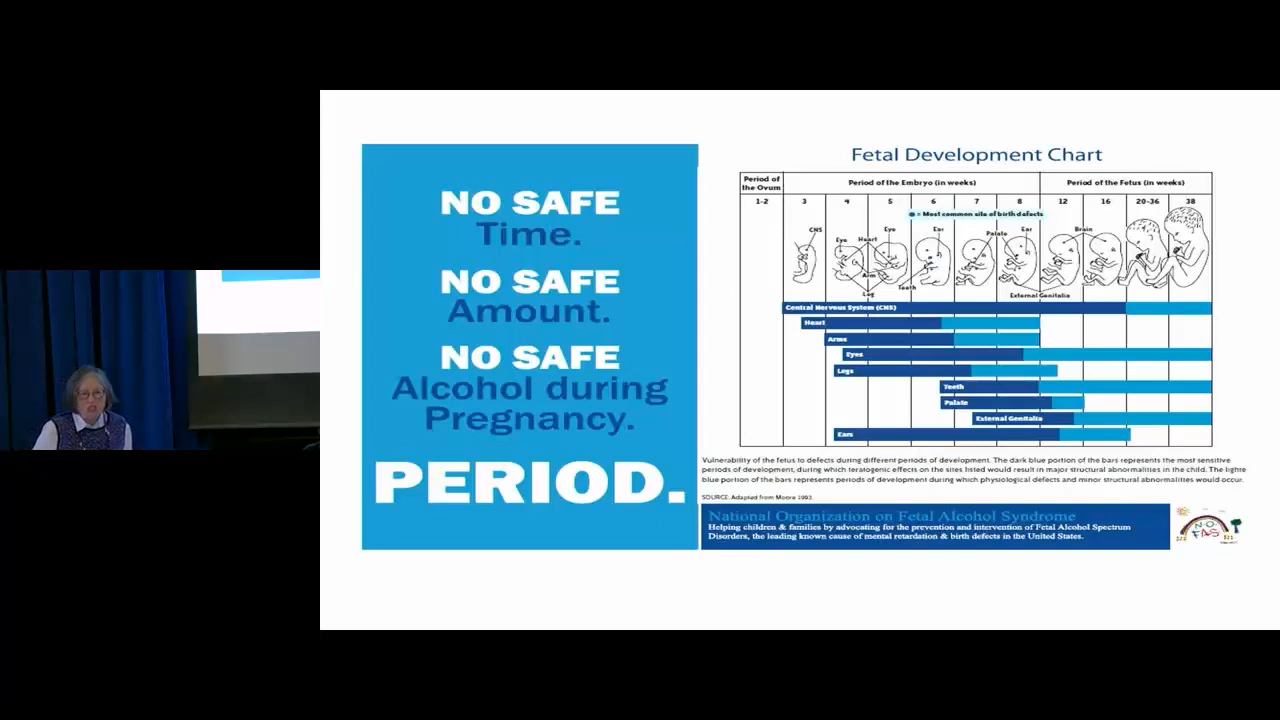 NO SAFE
Time.
NO SAFE
Amount.
NO SAFE
Alcohol during
Pregnancy.
PERIOD.
Fetal Development Chart
Period of
the Ovum
Period of the Embryo (in weeks)
Period of the Fetus (in weeks)
1-2
3
4
5
6
7
8
12
16
20-36
38
= Most common site of birth defects
CNS
Eye
Heart
Eye
Ear
Palate
Ear
Brain
Arm
Leg
Teeth
External Genitalia
Central Nervous System (CNS)
Heart
Arms
Eyes
Legs
Teeth
Palate
External Genitalia
Ears
Vulnerability of the fetus to defects during different periods of development. The dark blue portion of the bars represents the most sensitive
periods of development, during which teratogenic effects on the sites listed would result in major structural abnormalities in the child. The lighte
blue portion of the bars represents periods of development during which physiological defects and minor structural abnormalities would occur.
SOURCE: Adapted from Moore 1993.
National Organization on Fetal Alcohol Syndrome
Helping children & families by advocating for the prevention and intervention of Fetal Alcohol Spectrum
Disorders, the leading known cause of mental retardation & birth defects in the United States.
NO
FAS